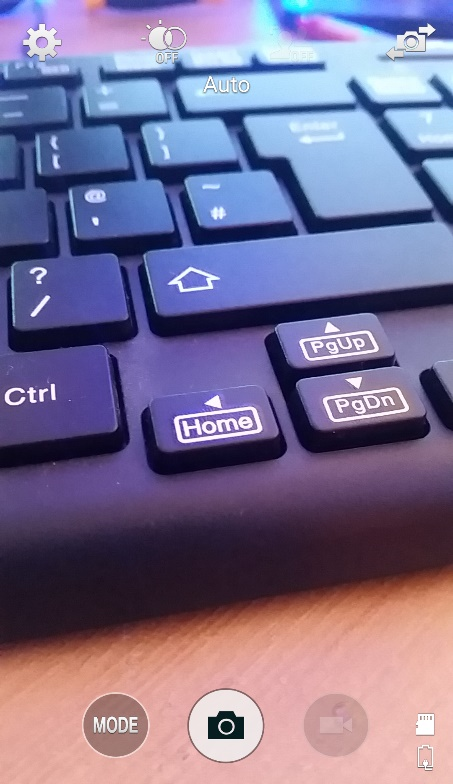 OFF
Auto
Enter
{
[
}
]
@
'
~
#
?
/
PgUp
Ctrl
PgDn
Home
MODE